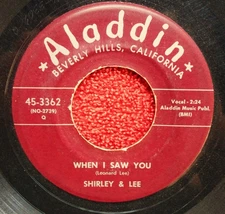 Aladdin
BEVERLY HILLS, CALIFORNIA
45-3362
(NO-2739)
Q
Vocal-2:24
Aladdin Music Publ.
(BMI)
WHEN I SAW YOU
(Leonard Lee)
SHIRLEY & LEE